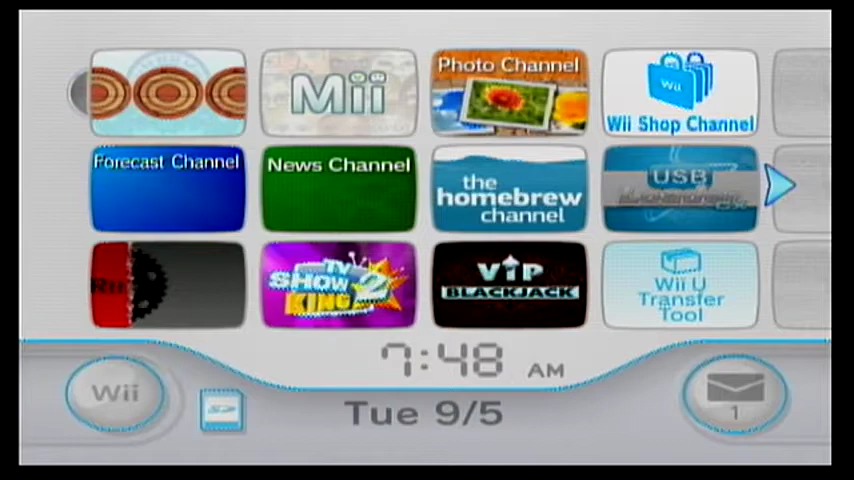 Mii
Photo Channel
Wii
Wii Shop Channel
Forecast Channel
News Channel
the
homebrew
channel
USB
TV
SHOW
KING 2
VIP
BLACKJACK
Wii U
Transfer
Tool
7:48 AM
Wii
SD
Tue 9/5
1